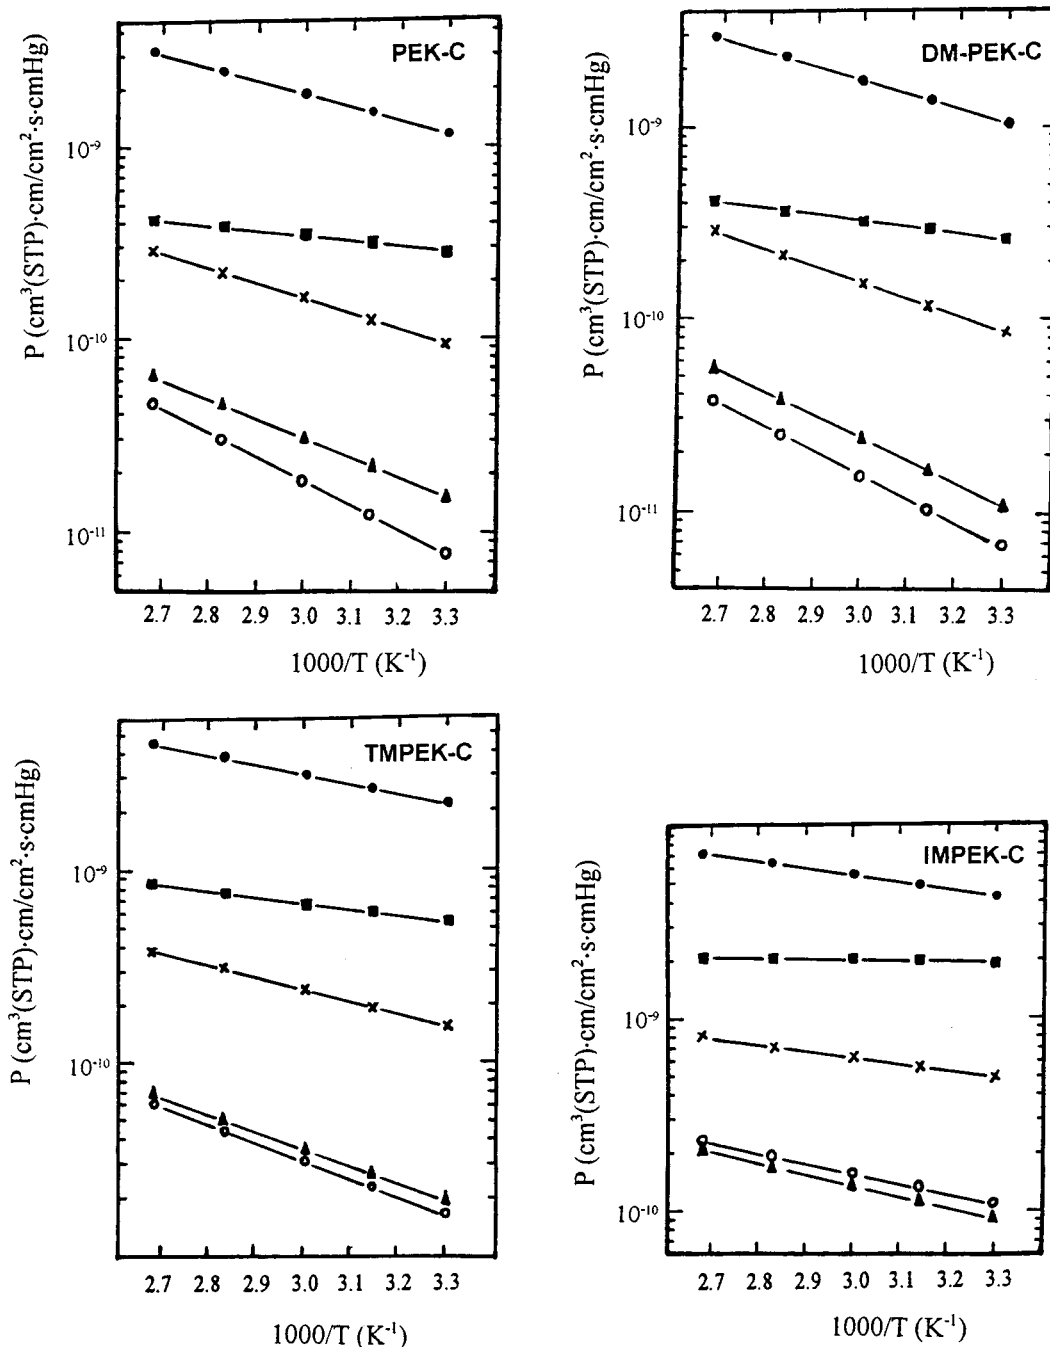 PEK-C
P (cm³(STP)·cm/cm²·s·cmHg)
10⁻⁹
10⁻¹⁰
10⁻¹¹
2.7 2.8 2.9 3.0 3.1 3.2 3.3
1000/T (K⁻¹)
DM-PEK-C
P (cm³(STP)·cm/cm²·s·cmHg)
10⁻⁹
10⁻¹⁰
10⁻¹¹
2.7 2.8 2.9 3.0 3.1 3.2 3.3
1000/T (K⁻¹)
TMPEK-C
P (cm³(STP)·cm/cm²·s·cmHg)
10⁻⁹
10⁻¹⁰
2.7 2.8 2.9 3.0 3.1 3.2 3.3
1000/T (K⁻¹)
IMPEK-C
P (cm³(STP)·cm/cm²·s·cmHg)
10⁻⁹
10⁻¹⁰
2.7 2.8 2.9 3.0 3.1 3.2 3.3
1000/T (K⁻¹)